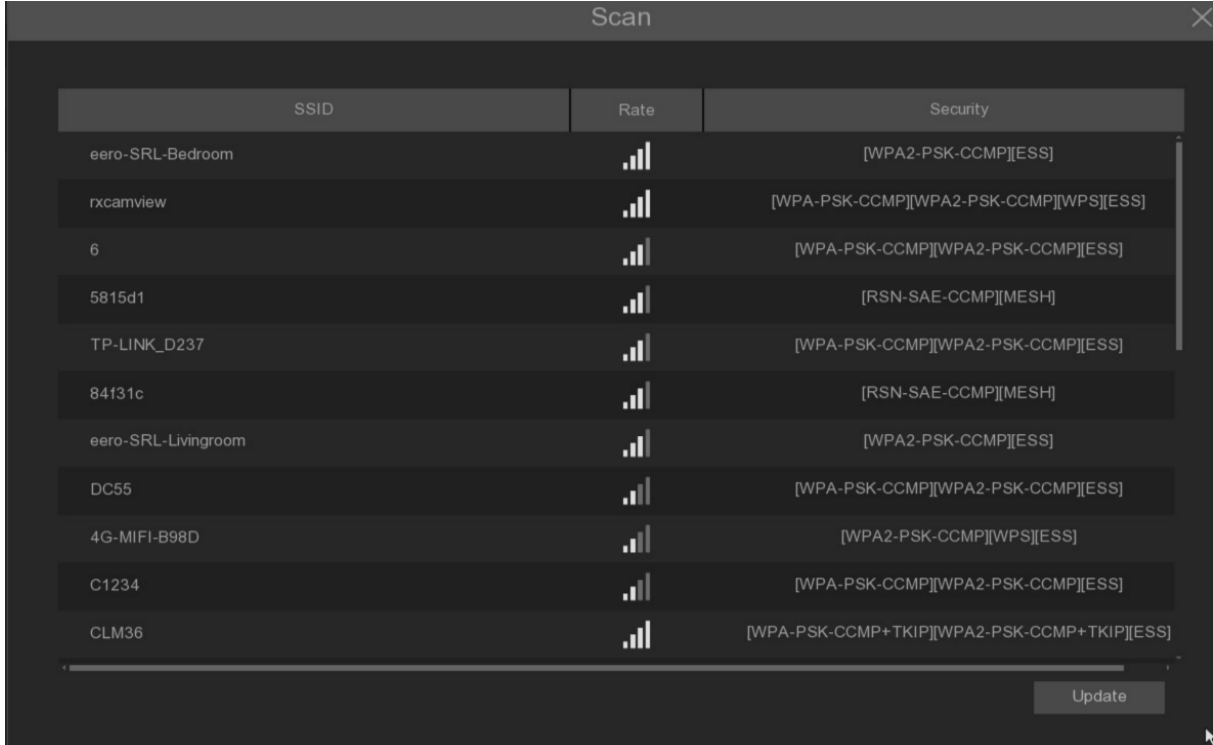 Scan
SSID Rate Security
eero-SRL-Bedroom [WPA2-PSK-CCMP][ESS]
rxcamview [WPA-PSK-CCMP][WPA2-PSK-CCMP][WPS][ESS]
6 [WPA-PSK-CCMP][WPA2-PSK-CCMP][ESS]
5815d1 [RSN-SAE-CCMP][MESH]
TP-LINK_D237 [WPA-PSK-CCMP][WPA2-PSK-CCMP][ESS]
84f31c [RSN-SAE-CCMP][MESH]
eero-SRL-Livingroom [WPA2-PSK-CCMP][ESS]
DC55 [WPA-PSK-CCMP][WPA2-PSK-CCMP][ESS]
4G-MIFI-B98D [WPA2-PSK-CCMP][WPS][ESS]
C1234 [WPA-PSK-CCMP][WPA2-PSK-CCMP][ESS]
CLM36 [WPA-PSK-CCMP+TKIP][WPA2-PSK-CCMP+TKIP][ESS]
Update